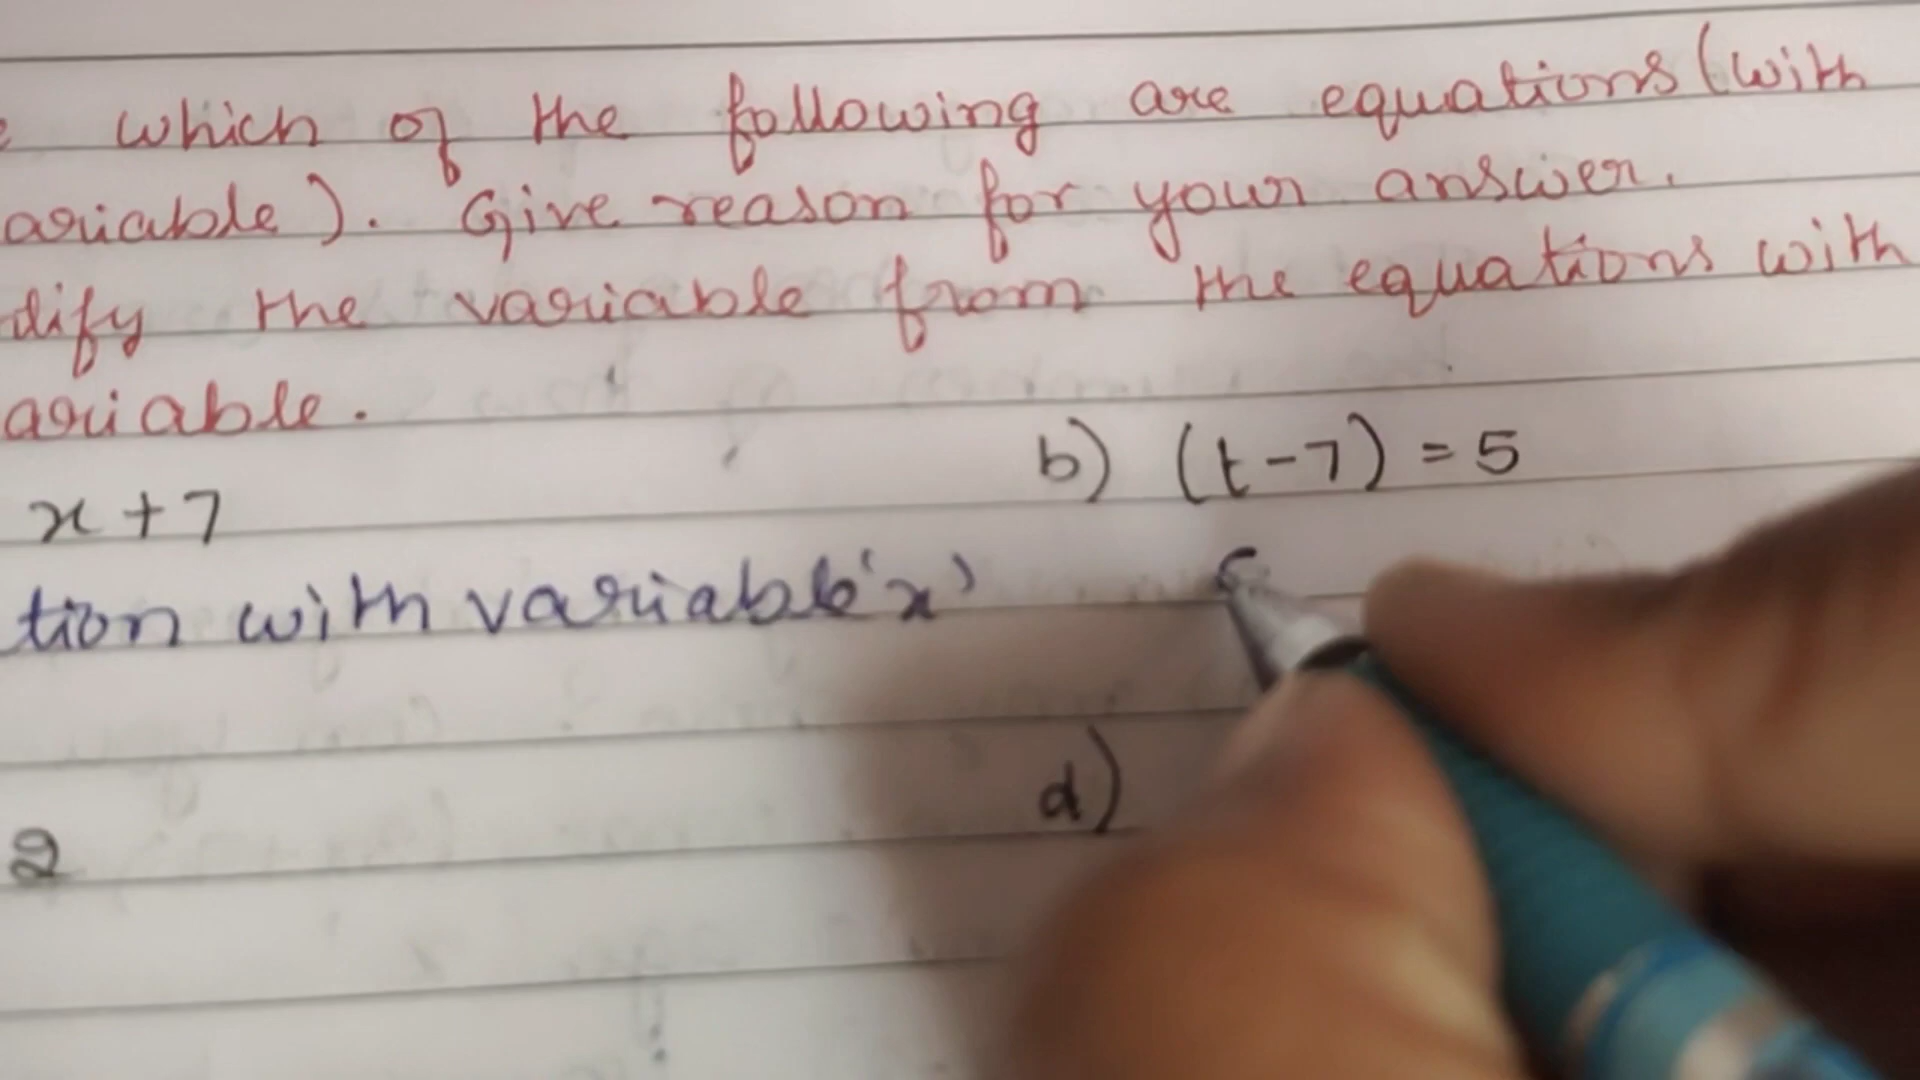 which of the following are equations (with
ariable). Give reason for your answer.
dify the variable from the equations with
ariable.
x + 7
b) (t - 7) = 5
tion with variable 'x'
2
d)